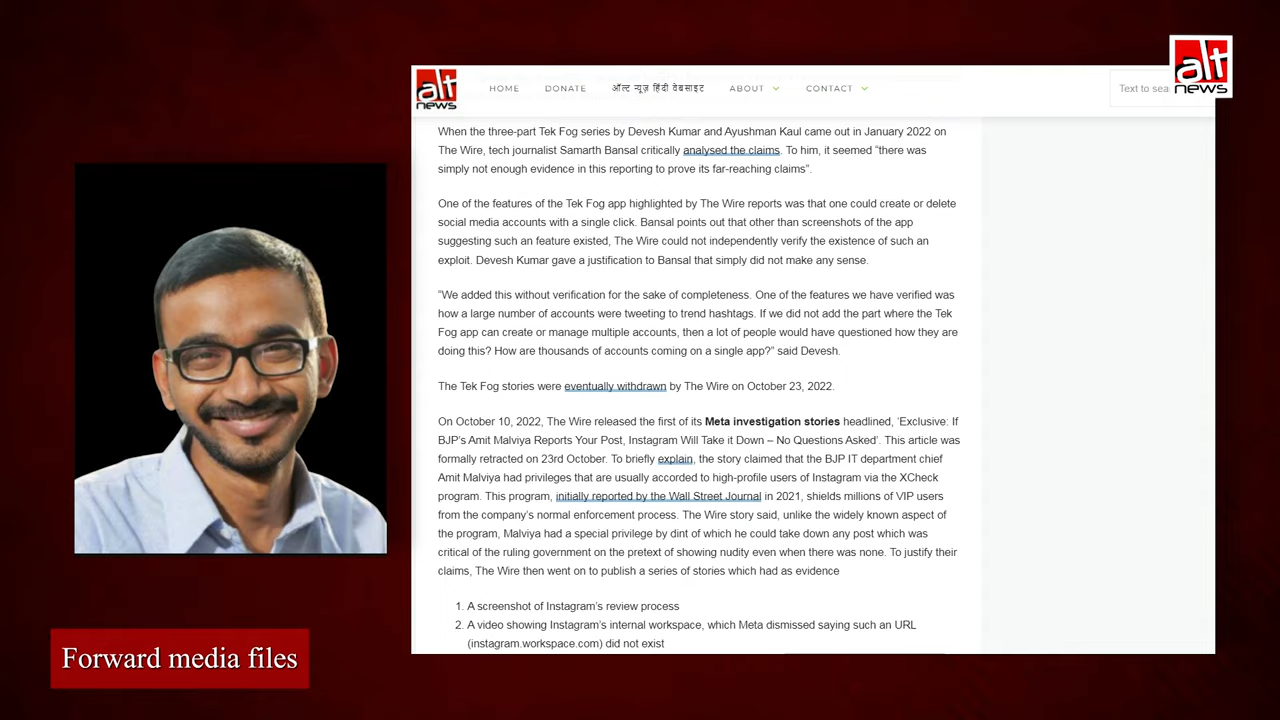 alt
news
HOME DONATE ऑल्ट न्यूज़ हिंदी वेबसाइट ABOUT CONTACT Text to sea
alt
news
When the three-part Tek Fog series by Devesh Kumar and Ayushman Kaul came out in January 2022 on
The Wire, tech journalist Samarth Bansal critically analysed the claims. To him, it seemed “there was
simply not enough evidence in this reporting to prove its far-reaching claims”.
One of the features of the Tek Fog app highlighted by The Wire reports was that one could create or delete
social media accounts with a single click. Bansal points out that other than screenshots of the app
suggesting such an feature existed, The Wire could not independently verify the existence of such an
exploit. Devesh Kumar gave a justification to Bansal that simply did not make any sense.
“We added this without verification for the sake of completeness. One of the features we have verified was
how a large number of accounts were tweeting to trend hashtags. If we did not add the part where the Tek
Fog app can create or manage multiple accounts, then a lot of people would have questioned how they are
doing this? How are thousands of accounts coming on a single app?” said Devesh.
The Tek Fog stories were eventually withdrawn by The Wire on October 23, 2022.
On October 10, 2022, The Wire released the first of its Meta investigation stories headlined, ‘Exclusive: If
BJP’s Amit Malviya Reports Your Post, Instagram Will Take it Down – No Questions Asked’. This article was
formally retracted on 23rd October. To briefly explain, the story claimed that the BJP IT department chief
Amit Malviya had privileges that are usually accorded to high-profile users of Instagram via the XCheck
program. This program, initially reported by the Wall Street Journal in 2021, shields millions of VIP users
from the company’s normal enforcement process. The Wire story said, unlike the widely known aspect of
the program, Malviya had a special privilege by dint of which he could take down any post which was
critical of the ruling government on the pretext of showing nudity even when there was none. To justify their
claims, The Wire then went on to publish a series of stories which had as evidence
1. A screenshot of Instagram’s review process
2. A video showing Instagram’s internal workspace, which Meta dismissed saying such an URL
(instagram.workspace.com) did not exist
Forward media files